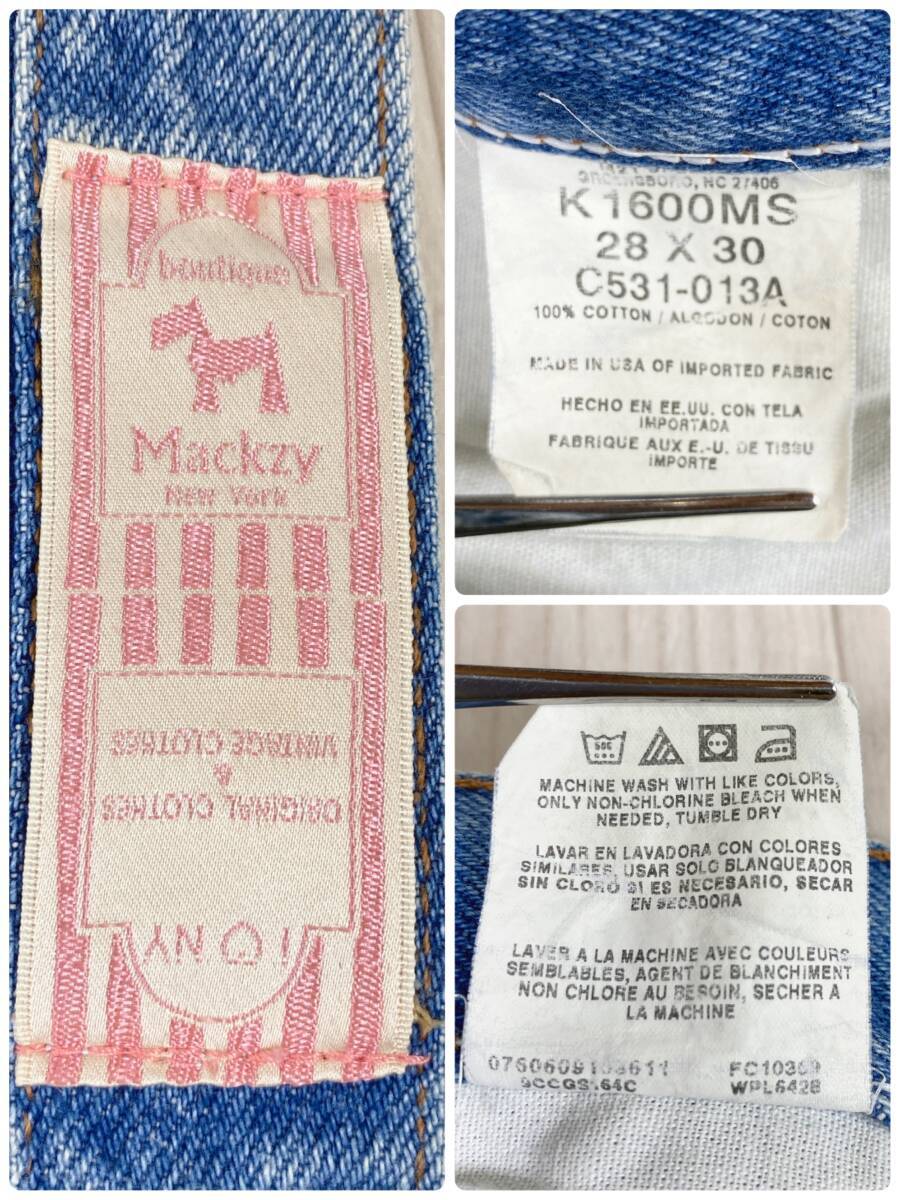 boutique
Mackzy
New York
VINTAGE CLOTHES
&
ORIGINAL CLOTHES
I ♡ NY
GREENSBORO, NC 27406
K1600MS
28 X 30
C531-013A
100% COTTON / ALGODON / COTON
MADE IN USA OF IMPORTED FABRIC
HECHO EN EE.UU. CON TELA
IMPORTADA
FABRIQUE AUX E.-U. DE TISSU
IMPORTE
MACHINE WASH WITH LIKE COLORS,
ONLY NON-CHLORINE BLEACH WHEN
NEEDED, TUMBLE DRY
LAVAR EN LAVADORA CON COLORES
SIMILARES, USAR SOLO BLANQUEADOR
SIN CLORO SI ES NECESARIO, SECAR
EN SECADORA
LAVER A LA MACHINE AVEC COULEURS
SEMBLABLES, AGENT DE BLANCHIMENT
NON CHLORE AU BESOIN, SECHER A
LA MACHINE
WPL6428